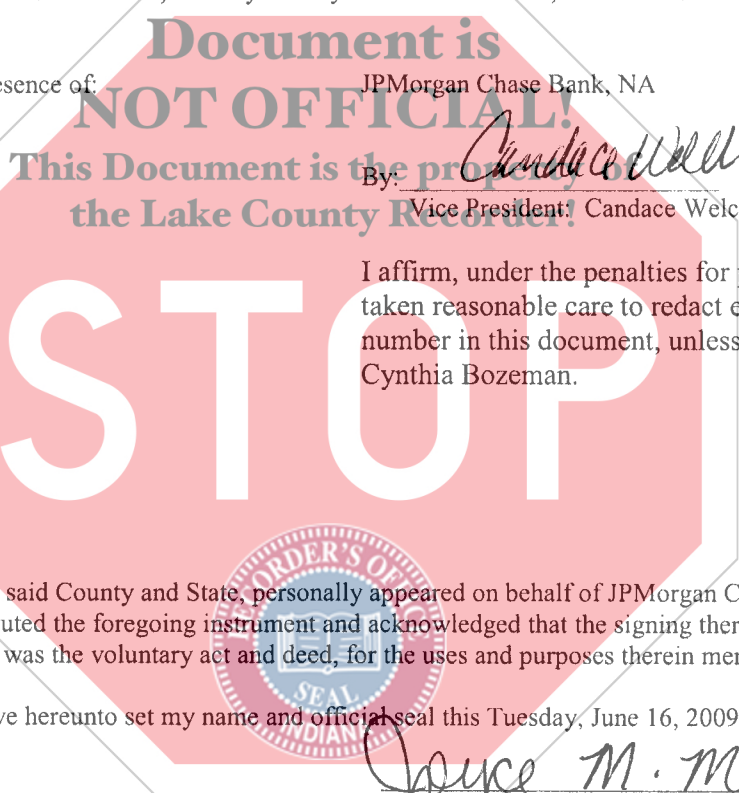 Document is
esence of:
JPMorgan Chase Bank, NA
NOT OFFICIAL!
This Document is the property of
By: Candace Wel
the Lake County Recorder!
Vice President: Candace Welc
I affirm, under the penalties for
taken reasonable care to redact e
number in this document, unless
Cynthia Bozeman.
STOP
RECORDER'S OFFICE
said County and State, personally appeared on behalf of JPMorgan C
uted the foregoing instrument and acknowledged that the signing ther
was the voluntary act and deed, for the uses and purposes therein men
SEAL
ve hereunto set my name and official seal this Tuesday, June 16, 2009
INDIANA
Joyce M. M